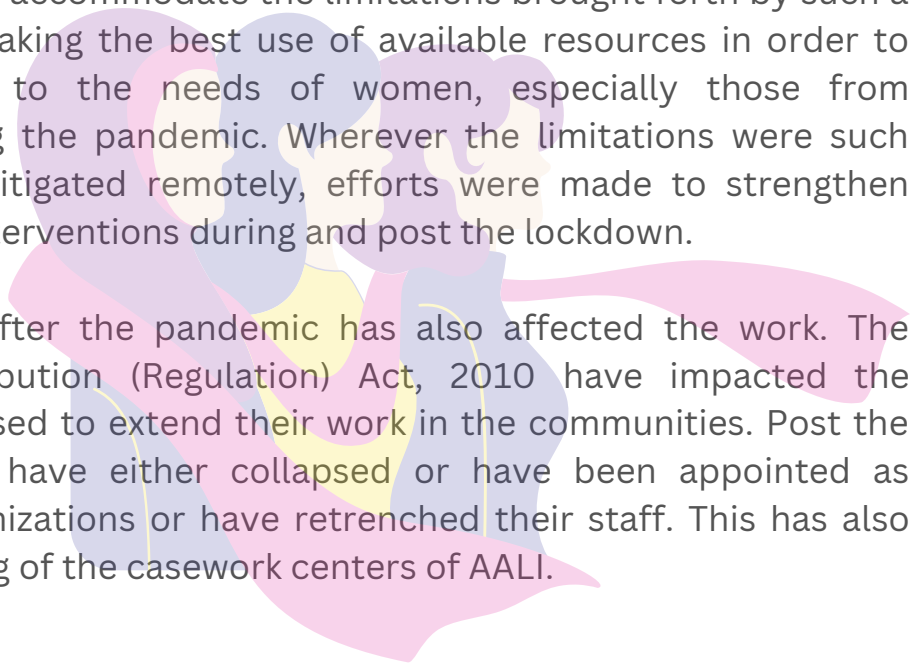 accommodate the limitations brought forth by such a
aking the best use of available resources in order to
to the needs of women, especially those from
g the pandemic. Wherever the limitations were such
itigated remotely, efforts were made to strengthen
erventions during and post the lockdown.
fter the pandemic has also affected the work. The
bution (Regulation) Act, 2010 have impacted the
sed to extend their work in the communities. Post the
have either collapsed or have been appointed as
nizations or have retrenched their staff. This has also
g of the casework centers of AALI.